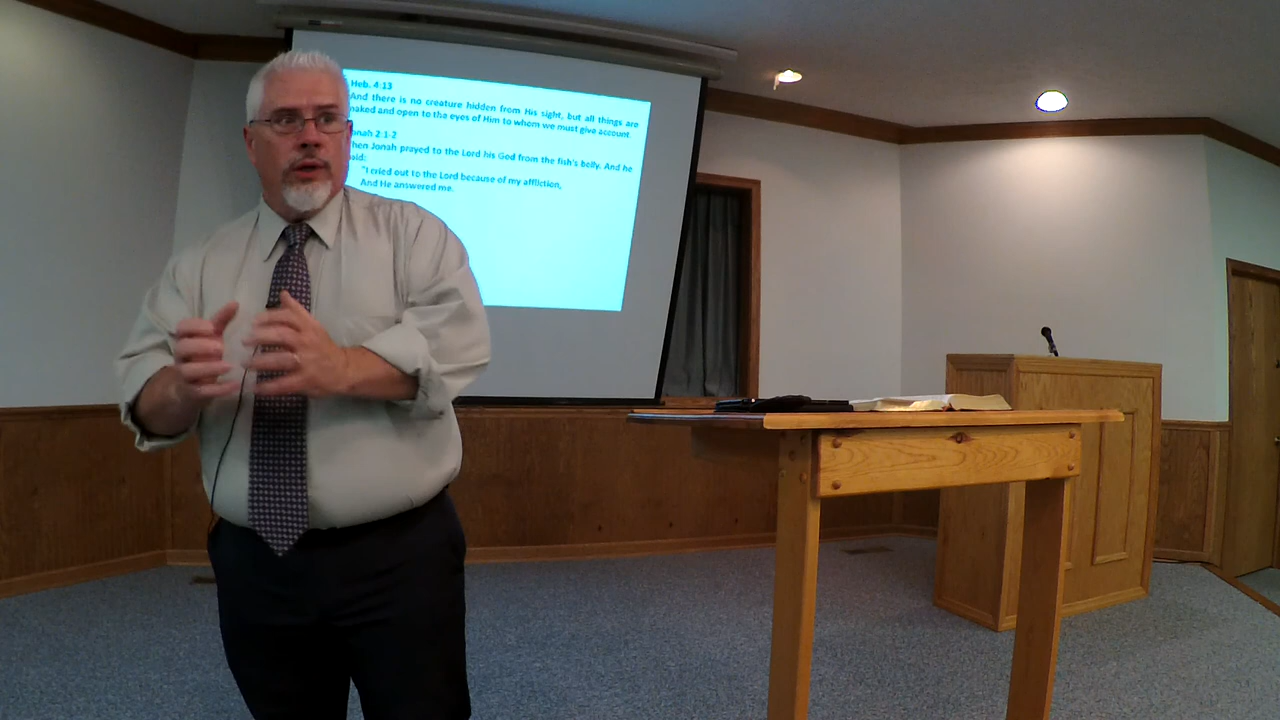 Heb. 4:13
And there is no creature hidden from His sight, but all things are
naked and open to the eyes of Him to whom we must give account.
Jonah 2:1-2
Then Jonah prayed to the Lord his God from the fish's belly. And he
said:
"I cried out to the Lord because of my affliction,
And He answered me.